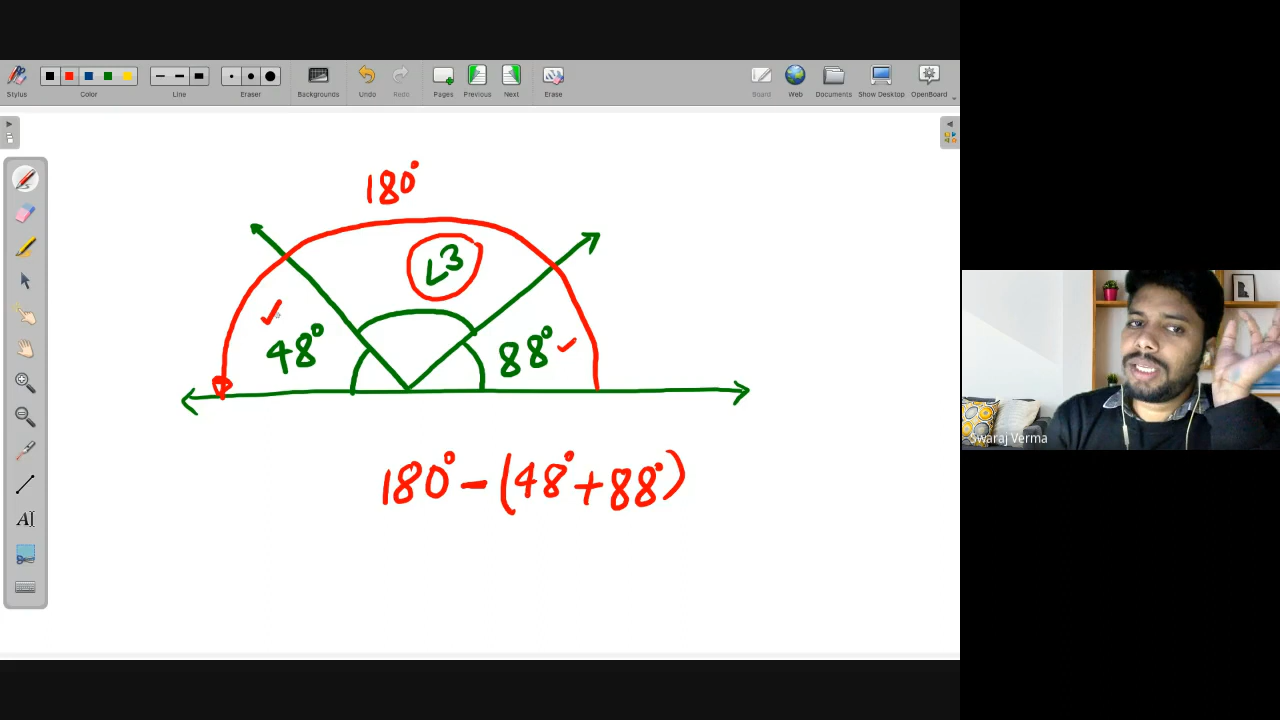 Stylus Color Line Eraser Backgrounds Undo Redo Pages Previous Next Erase Board Web Documents Show Desktop OpenBoard
180°
∠3
48° 88°
180° - (48° + 88°)
AI
Swaraj Verma